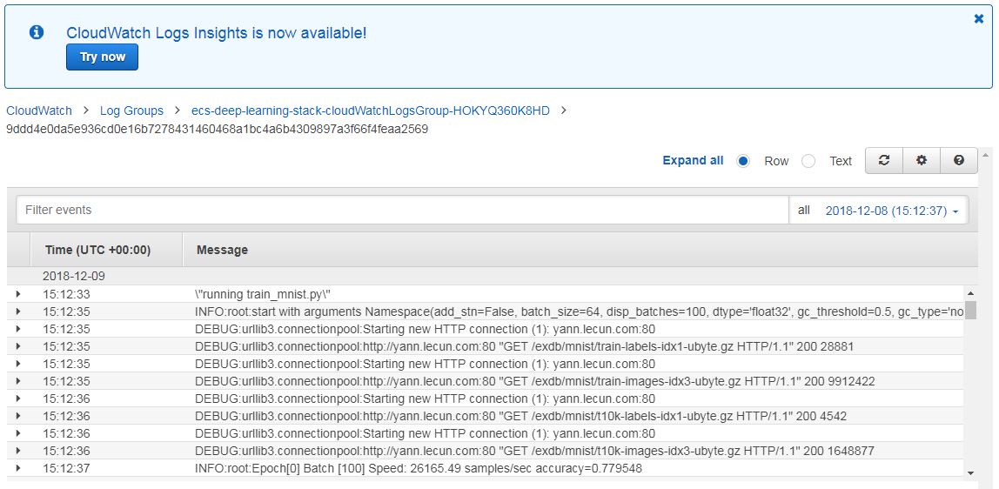 CloudWatch Logs Insights is now available!
Try now
CloudWatch > Log Groups > ecs-deep-learning-stack-cloudWatchLogsGroup-HOKYQ360K8HD >
9ddd4e0da5e936cd0e16b7278431460468a1bc4a6b4309897a3f66f4feaa2569
Expand all Row Text
Filter events all 2018-12-08 (15:12:37)
Time (UTC +00:00) Message
2018-12-09
15:12:33 \"running train_mnist.py\"
15:12:35 INFO:root:start with arguments Namespace(add_stn=False, batch_size=64, disp_batches=100, dtype='float32', gc_threshold=0.5, gc_type='no
15:12:35 DEBUG:urllib3.connectionpool:Starting new HTTP connection (1): yann.lecun.com:80
15:12:35 DEBUG:urllib3.connectionpool:http://yann.lecun.com:80 "GET /exdb/mnist/train-labels-idx1-ubyte.gz HTTP/1.1" 200 28881
15:12:35 DEBUG:urllib3.connectionpool:Starting new HTTP connection (1): yann.lecun.com:80
15:12:35 DEBUG:urllib3.connectionpool:http://yann.lecun.com:80 "GET /exdb/mnist/train-images-idx3-ubyte.gz HTTP/1.1" 200 9912422
15:12:36 DEBUG:urllib3.connectionpool:Starting new HTTP connection (1): yann.lecun.com:80
15:12:36 DEBUG:urllib3.connectionpool:http://yann.lecun.com:80 "GET /exdb/mnist/t10k-labels-idx1-ubyte.gz HTTP/1.1" 200 4542
15:12:36 DEBUG:urllib3.connectionpool:Starting new HTTP connection (1): yann.lecun.com:80
15:12:36 DEBUG:urllib3.connectionpool:http://yann.lecun.com:80 "GET /exdb/mnist/t10k-images-idx3-ubyte.gz HTTP/1.1" 200 1648877
15:12:37 INFO:root:Epoch[0] Batch [100] Speed: 26165.49 samples/sec accuracy=0.779548